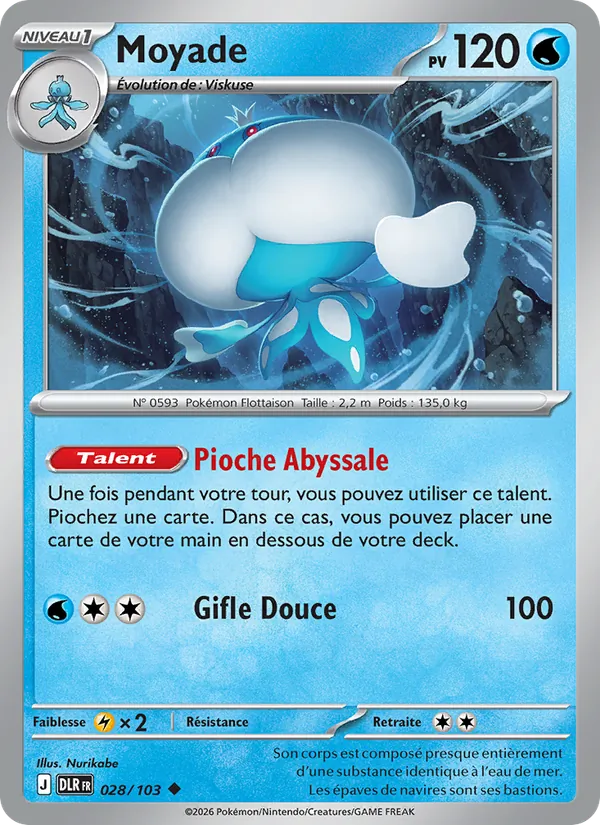 NIVEAU 1
Moyade
PV 120
Évolution de : Viskuse
N° 0593 Pokémon Flottaison Taille : 2,2 m Poids : 135,0 kg
Talent Pioche Abyssale
Une fois pendant votre tour, vous pouvez utiliser ce talent.
Piochez une carte. Dans ce cas, vous pouvez placer une
carte de votre main en dessous de votre deck.
Gifle Douce 100
Faiblesse ×2 Résistance Retraite
Illus. Nurikabe
J DLR FR 028/103
Son corps est composé presque entièrement
d'une substance identique à l'eau de mer.
Les épaves de navires sont ses bastions.
©2026 Pokémon/Nintendo/Creatures/GAME FREAK